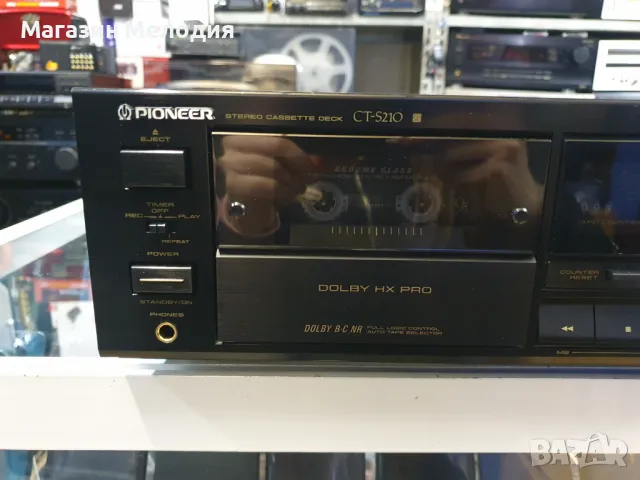 Магазин Мелодия
PIONEER
STEREO CASSETTE DECK CT-S210
EJECT
TIMER
OFF
REC PLAY
REPEAT
POWER
STANDBY/ON
PHONES
DOLBY HX PRO
DOLBY B-C NR
FULL LOGIC CONTROL
AUTO TAPE SELECTOR
COUNTER
RESET
BAZAR